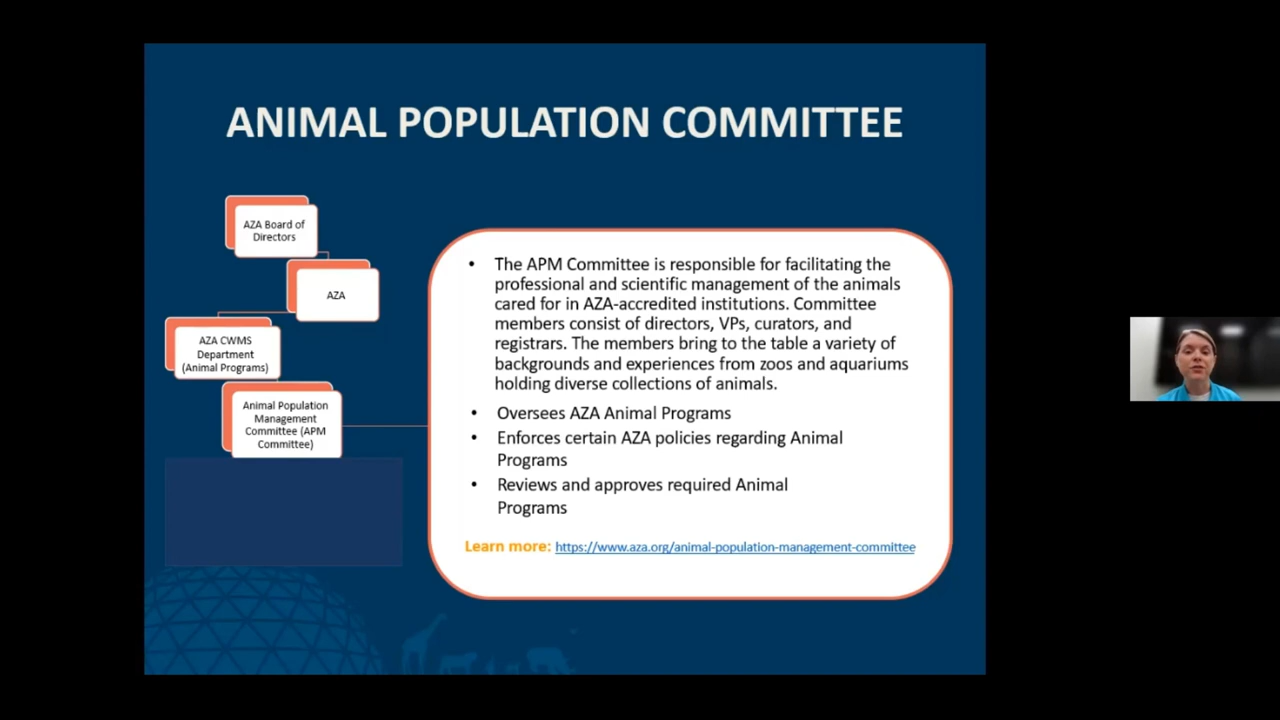 ANIMAL POPULATION COMMITTEE
AZA Board of
Directors
AZA
AZA CWMS
Department
(Animal Programs)
Animal Population
Management
Committee (APM
Committee)
• The APM Committee is responsible for facilitating the
professional and scientific management of the animals
cared for in AZA-accredited institutions. Committee
members consist of directors, VPs, curators, and
registrars. The members bring to the table a variety of
backgrounds and experiences from zoos and aquariums
holding diverse collections of animals.
• Oversees AZA Animal Programs
• Enforces certain AZA policies regarding Animal
Programs
• Reviews and approves required Animal
Programs
Learn more: https://www.aza.org/animal-population-management-committee